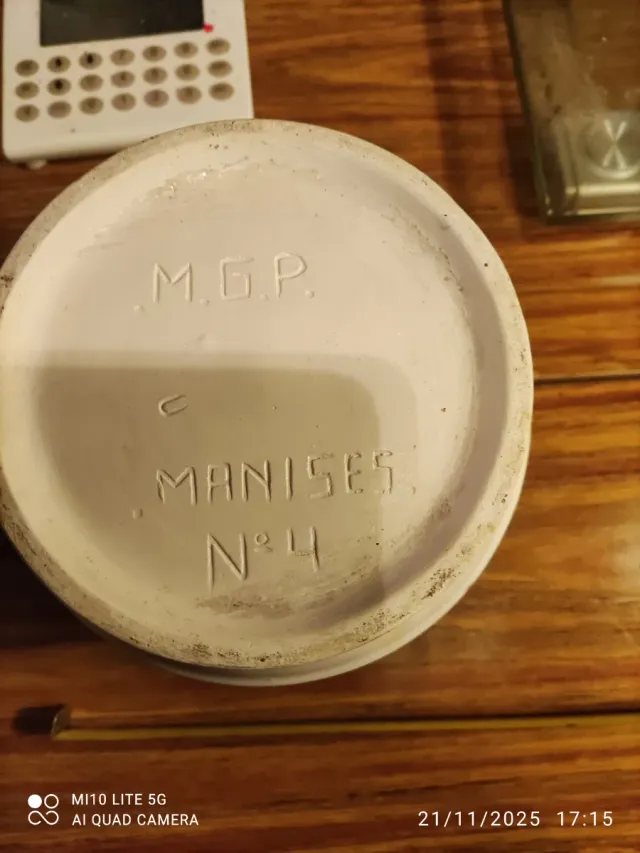 .M.G.P.
.MANISES.
Nº4
MI10 LITE 5G
AI QUAD CAMERA
21/11/2025 17:15